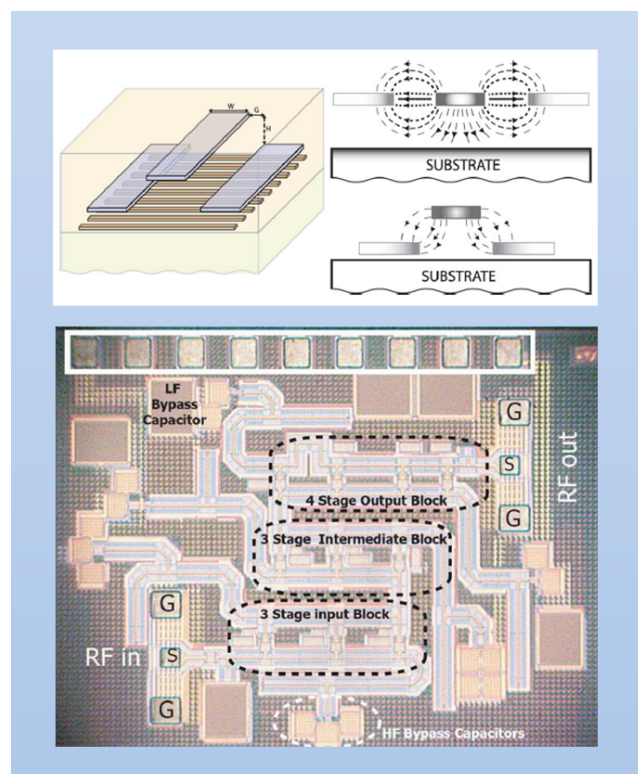 W
G
H
SUBSTRATE
SUBSTRATE
LF
Bypass
Capacitor
G
S
G
RF out
4 Stage Output Block
3 Stage Intermediate Block
3 Stage input Block
G
S
G
RF in
HF Bypass Capacitors